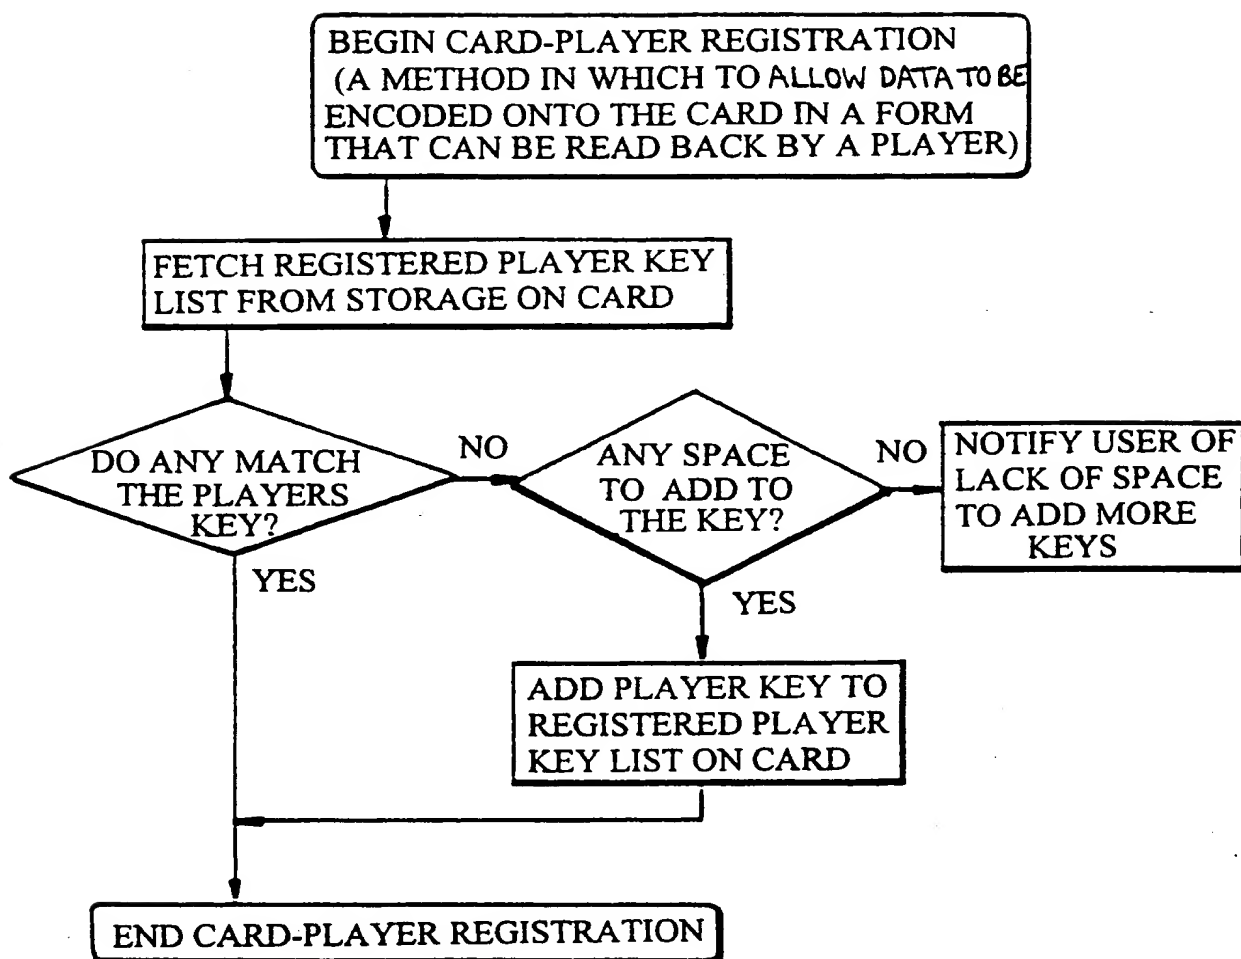 BEGIN CARD-PLAYER REGISTRATION
(A METHOD IN WHICH TO ALLOW DATA TO BE
ENCODED ONTO THE CARD IN A FORM
THAT CAN BE READ BACK BY A PLAYER)
FETCH REGISTERED PLAYER KEY
LIST FROM STORAGE ON CARD
DO ANY MATCH
THE PLAYERS
KEY?
NO
ANY SPACE
TO ADD TO
THE KEY?
NO
NOTIFY USER OF
LACK OF SPACE
TO ADD MORE
KEYS
YES
YES
ADD PLAYER KEY TO
REGISTERED PLAYER
KEY LIST ON CARD
END CARD-PLAYER REGISTRATION